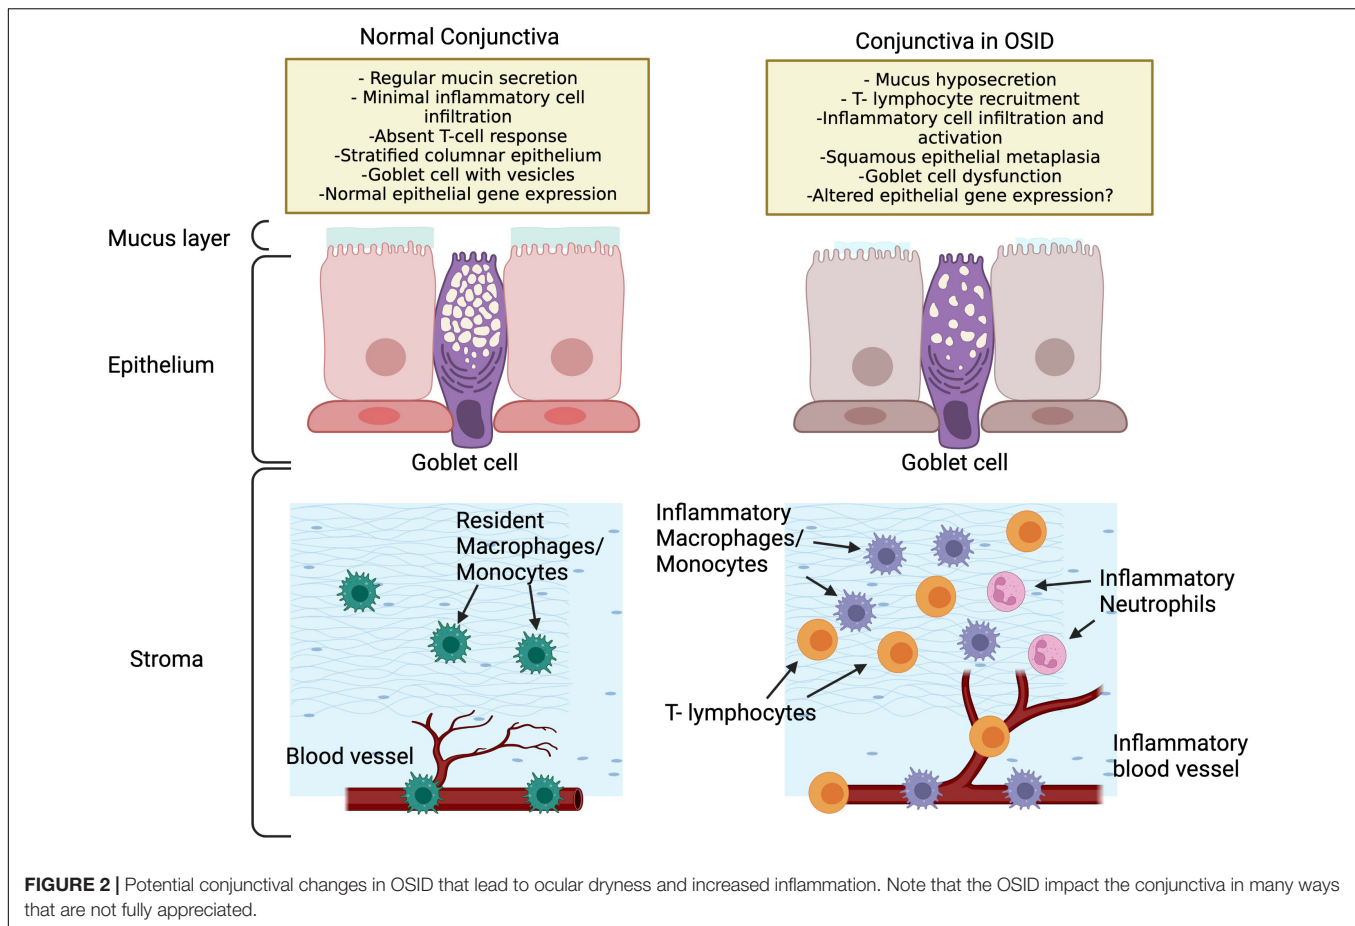 Normal Conjunctiva
- Regular mucin secretion
- Minimal inflammatory cell
infiltration
-Absent T-cell response
-Stratified columnar epithelium
-Goblet cell with vesicles
-Normal epithelial gene expression
Conjunctiva in OSID
- Mucus hyposecretion
- T- lymphocyte recruitment
-Inflammatory cell infiltration and
activation
-Squamous epithelial metaplasia
-Goblet cell dysfunction
-Altered epithelial gene expression?
Mucus layer
Epithelium
Goblet cell
Goblet cell
Stroma
Resident
Macrophages/
Monocytes
Blood vessel
Inflammatory
Macrophages/
Monocytes
Inflammatory
Neutrophils
T- lymphocytes
Inflammatory
blood vessel
FIGURE 2 | Potential conjunctival changes in OSID that lead to ocular dryness and increased inflammation. Note that the OSID impact the conjunctiva in many ways
that are not fully appreciated.